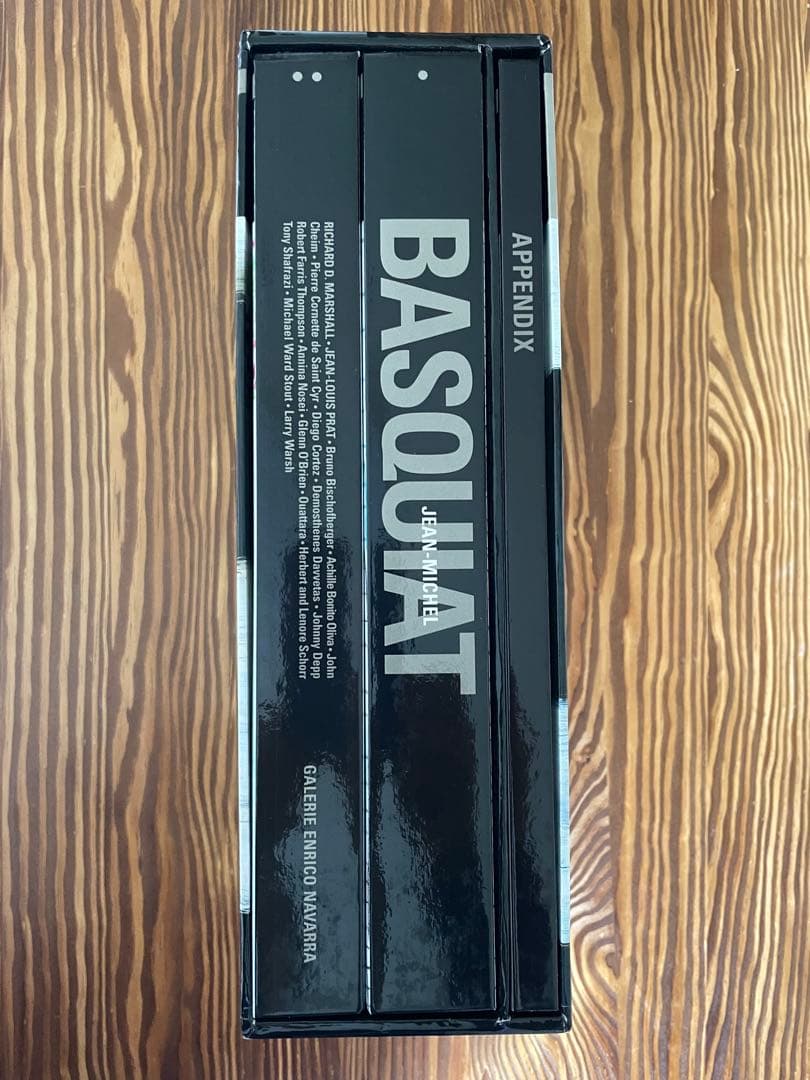 APPENDIX
BASQUIAT
JEAN-MICHEL
RICHARD D. MARSHALL • JEAN-LOUIS PRAT • Bruno Bischofberger • Achille Bonito Oliva • John
Cheim • Pierre Cornette de Saint Cyr • Diego Cortez • Demosthenes Davvetas • Johnny Depp
Robert Farris Thompson • Annina Nosei • Glenn O'Brien • Ouattara • Herbert and Lenore Schorr
Tony Shafrazi • Michael Ward Stout • Larry Warsh
GALERIE ENRICO NAVARRA